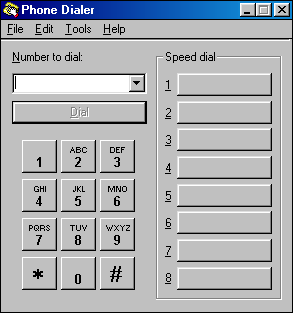 Phone Dialer
File Edit Tools Help
Number to dial:
Dial
1
ABC
2
DEF
3
GHI
4
JKL
5
MNO
6
PQRS
7
TUV
8
WXYZ
9
*
0
#
Speed dial
1
2
3
4
5
6
7
8